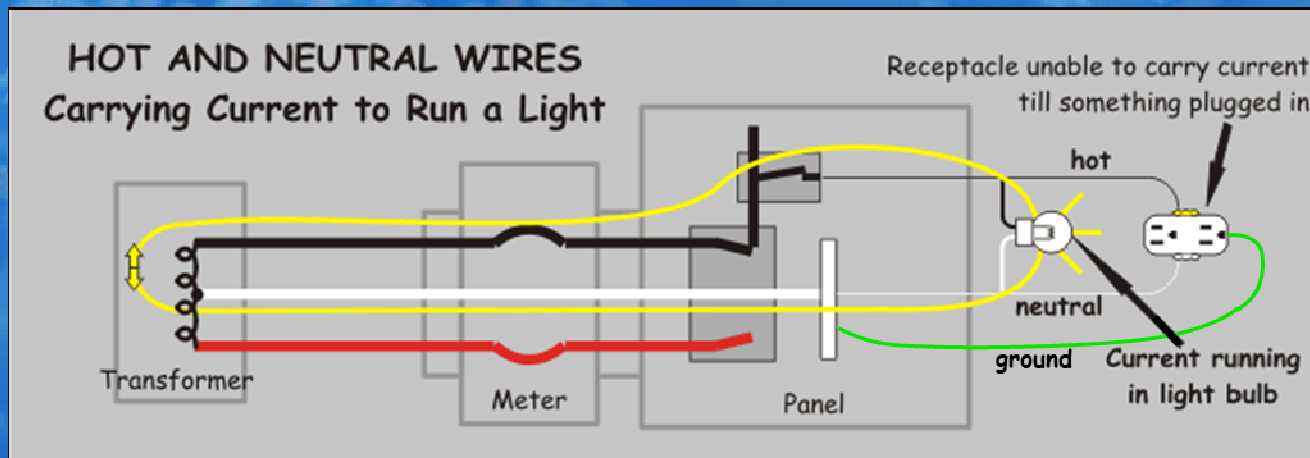 HOT AND NEUTRAL WIRES
Carrying Current to Run a Light
Receptacle unable to carry current
till something plugged in
hot
neutral
ground
Current running
in light bulb
Transformer
Meter
Panel